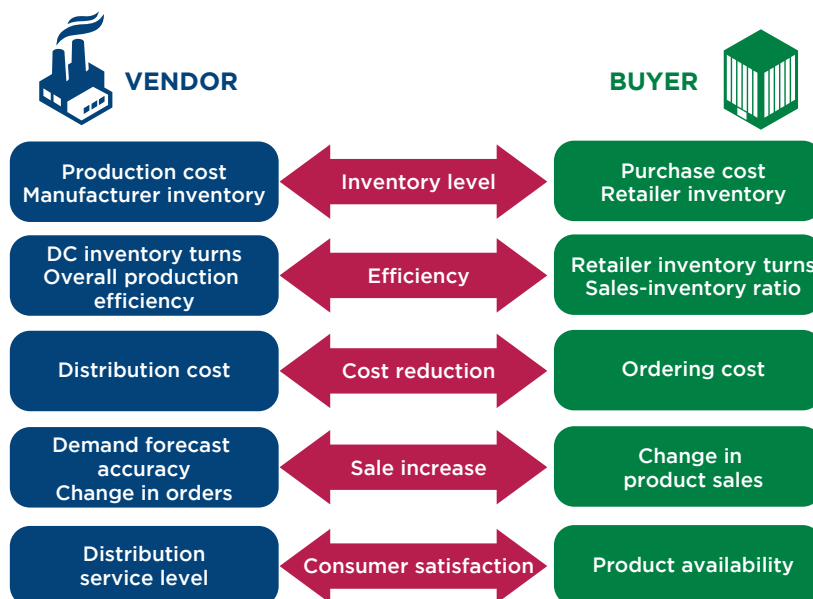 VENDOR
BUYER
Production cost
Manufacturer inventory
Inventory level
Purchase cost
Retailer inventory
DC inventory turns
Overall production
efficiency
Efficiency
Retailer inventory turns
Sales-inventory ratio
Distribution cost
Cost reduction
Ordering cost
Demand forecast
accuracy
Change in orders
Sale increase
Change in
product sales
Distribution
service level
Consumer satisfaction
Product availability